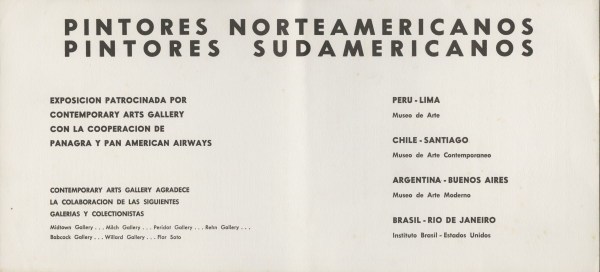 PINTORES NORTEAMERICANOS
PINTORES SUDAMERICANOS
EXPOSICION PATROCINADA POR
CONTEMPORARY ARTS GALLERY
CON LA COOPERACION DE
PANAGRA Y PAN AMERICAN AIRWAYS
CONTEMPORARY ARTS GALLERY AGRADECE
LA COLABORACION DE LAS SIGUIENTES
GALERIAS Y COLECTIONISTAS
Midtown Gallery . . . Milch Gallery . . . Peridot Gallery . . . Rehn Gallery . . .
Babcock Gallery . . . Willard Gallery . . . Flor Soto
PERU - LIMA
Museo de Arte
CHILE - SANTIAGO
Museo de Arte Contemporaneo
ARGENTINA - BUENOS AIRES
Museo de Arte Moderno
BRASIL - RIO DE JANEIRO
Instituto Brasil - Estados Unidos